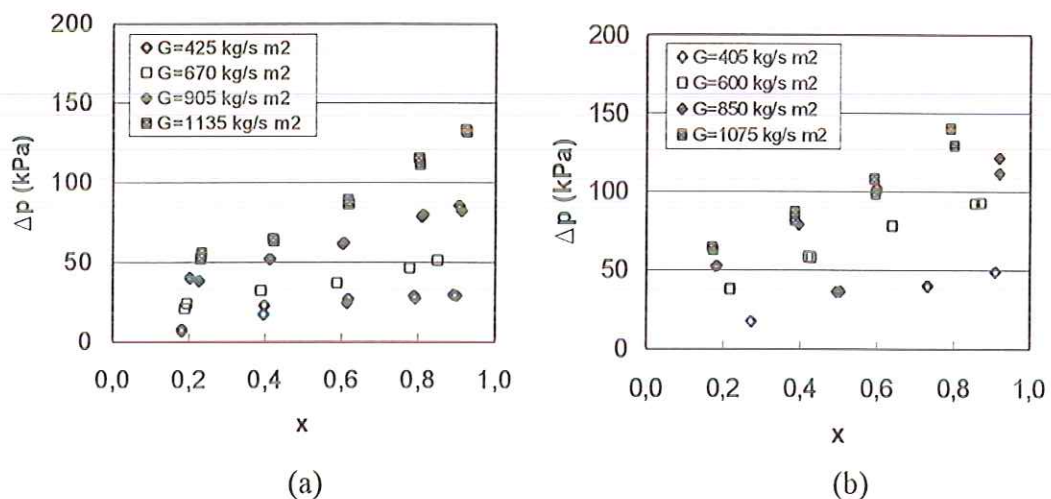 200
150
100
50
0
Δp (kPa)
G=425 kg/s m2
G=670 kg/s m2
G=905 kg/s m2
G=1135 kg/s m2
0,0 0,2 0,4 0,6 0,8 1,0
x
(a)
200
150
100
50
0
Δp (kPa)
G=405 kg/s m2
G=600 kg/s m2
G=850 kg/s m2
G=1075 kg/s m2
0,0 0,2 0,4 0,6 0,8 1,0
x
(b)